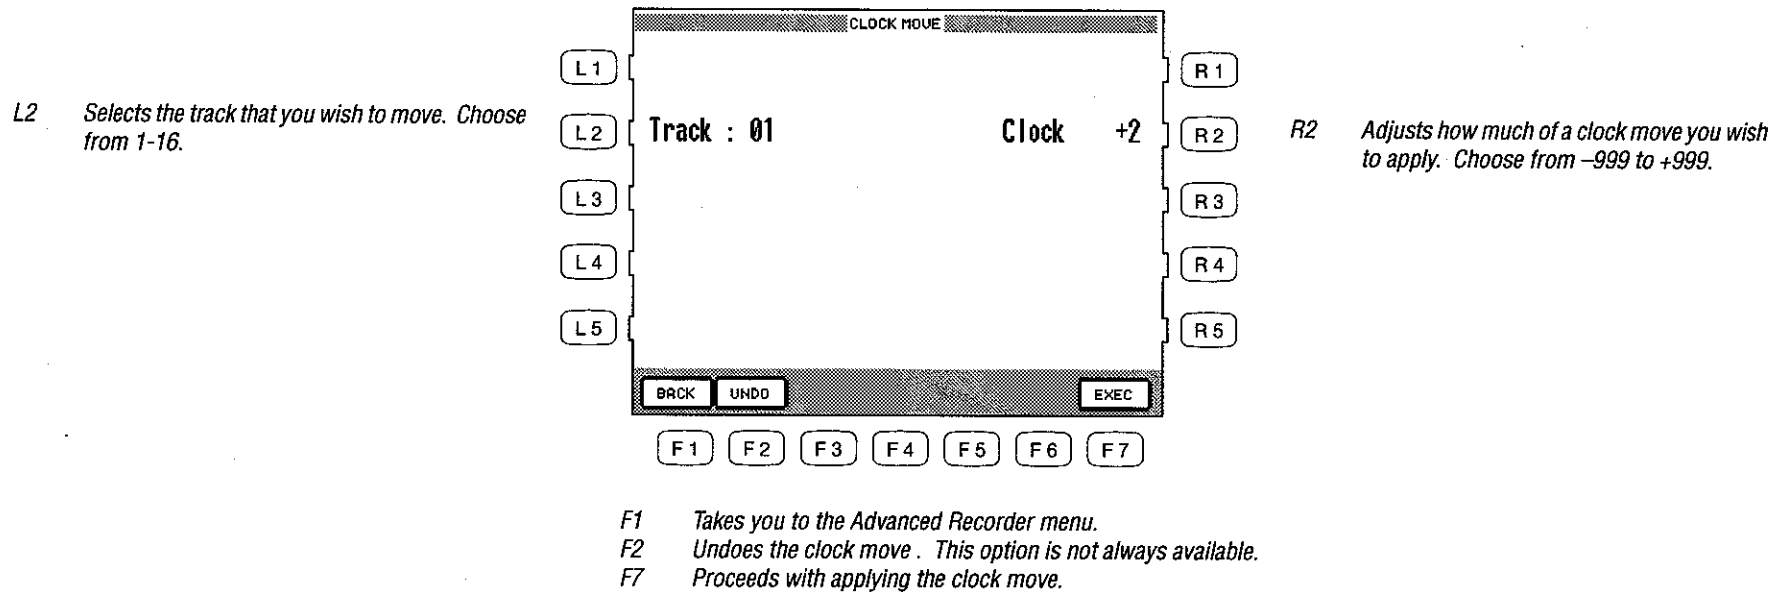 CLOCK MOVE
L1
R1
L2 Selects the track that you wish to move. Choose
from 1-16.
L2
Track : 01 Clock +2
R2
R2 Adjusts how much of a clock move you wish
to apply. Choose from –999 to +999.
L3
R3
L4
R4
L5
R5
BACK UNDO EXEC
F1 F2 F3 F4 F5 F6 F7
F1 Takes you to the Advanced Recorder menu.
F2 Undoes the clock move . This option is not always available.
F7 Proceeds with applying the clock move.